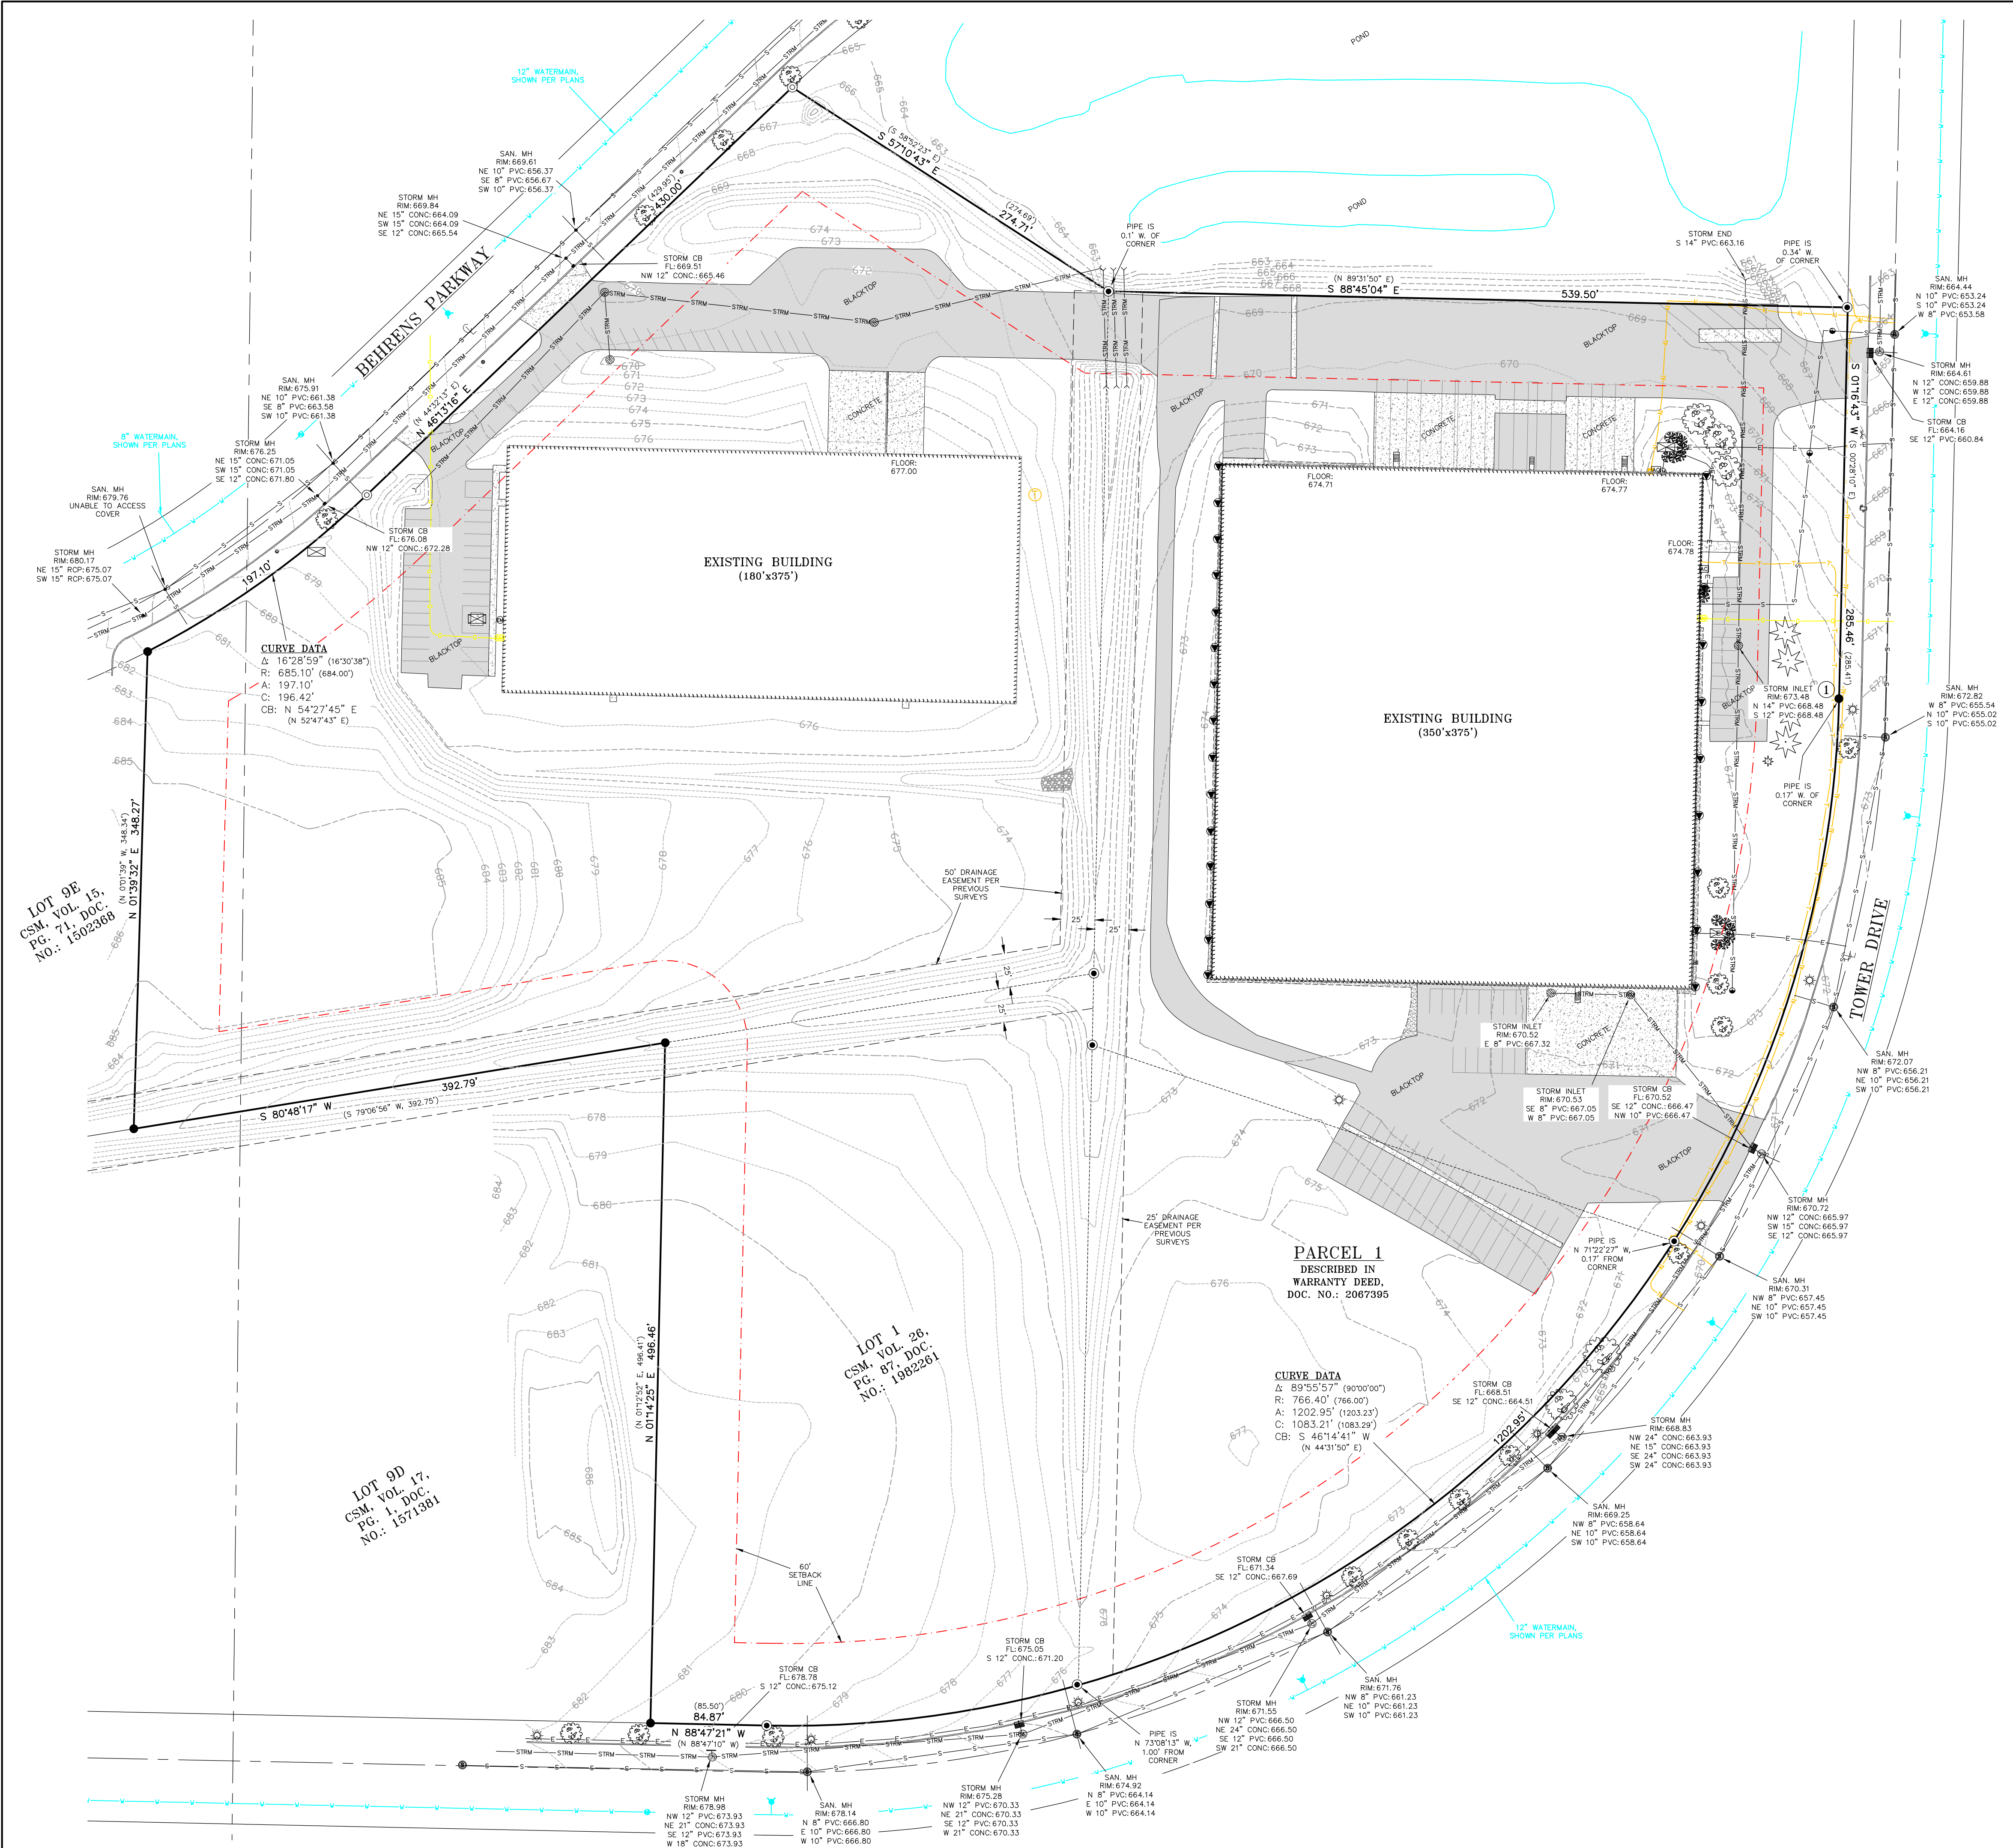 POND
POND
12" WATERMAIN,
SHOWN PER PLANS
SAN. MH
RIM:669.61
NE 10" PVC:656.37
SE 8" PVC:656.67
SW 10" PVC:656.37
STORM MH
RIM:669.84
NE 15" CONC:664.09
SW 15" CONC:664.09
SE 12" CONC:665.54
(429.95')
430.00'
(S 58°52'23" E)
S 57°10'43" E
(274.69')
274.71'
PIPE IS
0.1' W. OF
CORNER
STORM CB
FL:669.51
NW 12" CONC.:665.46
BEHRENS PARKWAY
(N 44°32'13" E)
N 46°13'16" E
(N 89°31'50" E)
S 88°45'04" E
539.50'
STORM END
S 14" PVC:663.16
PIPE IS
0.34' W.
OF CORNER
SAN. MH
RIM:664.44
N 10" PVC:653.24
S 10" PVC:653.24
W 8" PVC:653.58
STORM MH
RIM:664.61
N 12" CONC:659.88
W 12" CONC:659.88
E 12" CONC:659.88
STORM CB
FL:664.16
SE 12" PVC:660.84
S 01°16'43" W (S 00°28'10" E)
285.46' (285.41')
SAN. MH
RIM:675.91
NE 10" PVC:661.38
SE 8" PVC:663.58
SW 10" PVC:661.38
8" WATERMAIN,
SHOWN PER PLANS
STORM MH
RIM:676.25
NE 15" CONC:671.05
SW 15" CONC:671.05
SE 12" CONC:671.80
SAN. MH
RIM:679.76
UNABLE TO ACCESS
COVER
STORM MH
RIM:680.17
NE 15" RCP:675.07
SW 15" RCP:675.07
STORM CB
FL:676.08
NW 12" CONC.:672.28
197.10'
CURVE DATA
Δ: 16°28'59" (16°30'38")
R: 685.10' (684.00')
A: 197.10'
C: 196.42'
CB: N 54°27'45" E
(N 52°47'43" E)
BLACKTOP
BLACKTOP
BLACKTOP
CONCRETE
FLOOR:
677.00
EXISTING BUILDING
(180'x375')
BLACKTOP
BLACKTOP
CONCRETE
CONCRETE
FLOOR:
674.71
FLOOR:
674.77
FLOOR:
674.78
EXISTING BUILDING
(350'x375')
BLACKTOP
STORM INLET
RIM:673.48
N 14" PVC:668.48
S 12" PVC:668.48
1
PIPE IS
0.17' W. OF
CORNER
SAN. MH
RIM:672.82
W 8" PVC:655.54
N 10" PVC:655.02
S 10" PVC:655.02
TOWER DRIVE
(N 0°01'39" W, 348.34')
N 01°39'32" E 348.27'
LOT 9E
CSM, VOL. 15,
PG. 71, DOC.
NO.: 1502368
50' DRAINAGE
EASEMENT PER
PREVIOUS
SURVEYS
25'
25'
25'
25'
392.79'
S 80°48'17" W
(S 79°06'56" W, 392.75')
STORM INLET
RIM:670.52
E 8" PVC:667.32
CONCRETE
BLACKTOP
STORM INLET
RIM:670.53
SE 8" PVC:667.05
W 8" PVC:667.05
STORM CB
FL:670.52
SE 12" CONC.:666.47
NW 10" PVC:666.47
BLACKTOP
SAN. MH
RIM:672.07
NW 8" PVC:656.21
NE 10" PVC:656.21
SW 10" PVC:656.21
25' DRAINAGE
EASEMENT PER
PREVIOUS
SURVEYS
PARCEL 1
DESCRIBED IN
WARRANTY DEED,
DOC. NO.: 2067395
PIPE IS
N 71°22'27" W,
0.17' FROM
CORNER
STORM MH
RIM:670.72
NW 12" CONC:665.97
SW 15" CONC:665.97
SE 12" CONC:665.97
SAN. MH
RIM:670.31
NW 8" PVC:657.45
NE 10" PVC:657.45
SW 10" PVC:657.45
(N 01°12'52" E, 496.41')
N 01°14'25" E 496.46'
LOT 1
CSM, VOL. 26,
PG. 87, DOC.
NO.: 1982261
LOT 9D
CSM, VOL. 17,
PG. 1, DOC.
NO.: 1571381
CURVE DATA
Δ: 89°55'57" (90°00'00")
R: 766.40' (766.00')
A: 1202.95' (1203.23')
C: 1083.21' (1083.29')
CB: S 46°14'41" W
(N 44°31'50" E)
STORM CB
FL:668.51
SE 12" CONC.:664.51
1202.95'
STORM MH
RIM:668.83
NW 24" CONC:663.93
NE 15" CONC:663.93
SE 24" CONC:663.93
SW 24" CONC:663.93
SAN. MH
RIM:669.25
NW 8" PVC:658.64
NE 10" PVC:658.64
SW 10" PVC:658.64
60'
SETBACK
LINE
STORM CB
FL:671.34
SE 12" CONC.:667.69
12" WATERMAIN,
SHOWN PER PLANS
STORM CB
FL:675.05
S 12" CONC.:671.20
STORM CB
FL:678.78
S 12" CONC.:675.12
(85.50')
84.87'
N 88°47'21" W
(N 88°47'10" W)
SAN. MH
RIM:671.76
NW 8" PVC:661.23
NE 10" PVC:661.23
SW 10" PVC:661.23
STORM MH
RIM:671.55
NW 12" PVC:666.50
NE 24" CONC:666.50
SE 12" PVC:666.50
SW 21" CONC:666.50
PIPE IS
N 73°08'13" W,
1.00' FROM
CORNER
SAN. MH
RIM:674.92
N 8" PVC:664.14
E 10" PVC:664.14
W 10" PVC:664.14
STORM MH
RIM:675.28
NW 12" PVC:670.33
NE 21" CONC:670.33
SE 12" PVC:670.33
W 21" CONC:670.33
SAN. MH
RIM:678.14
N 8" PVC:666.80
E 10" PVC:666.80
W 10" PVC:666.80
STORM MH
RIM:678.98
NW 12" PVC:673.93
NE 21" CONC:673.93
SE 12" PVC:673.93
W 18" CONC:673.93